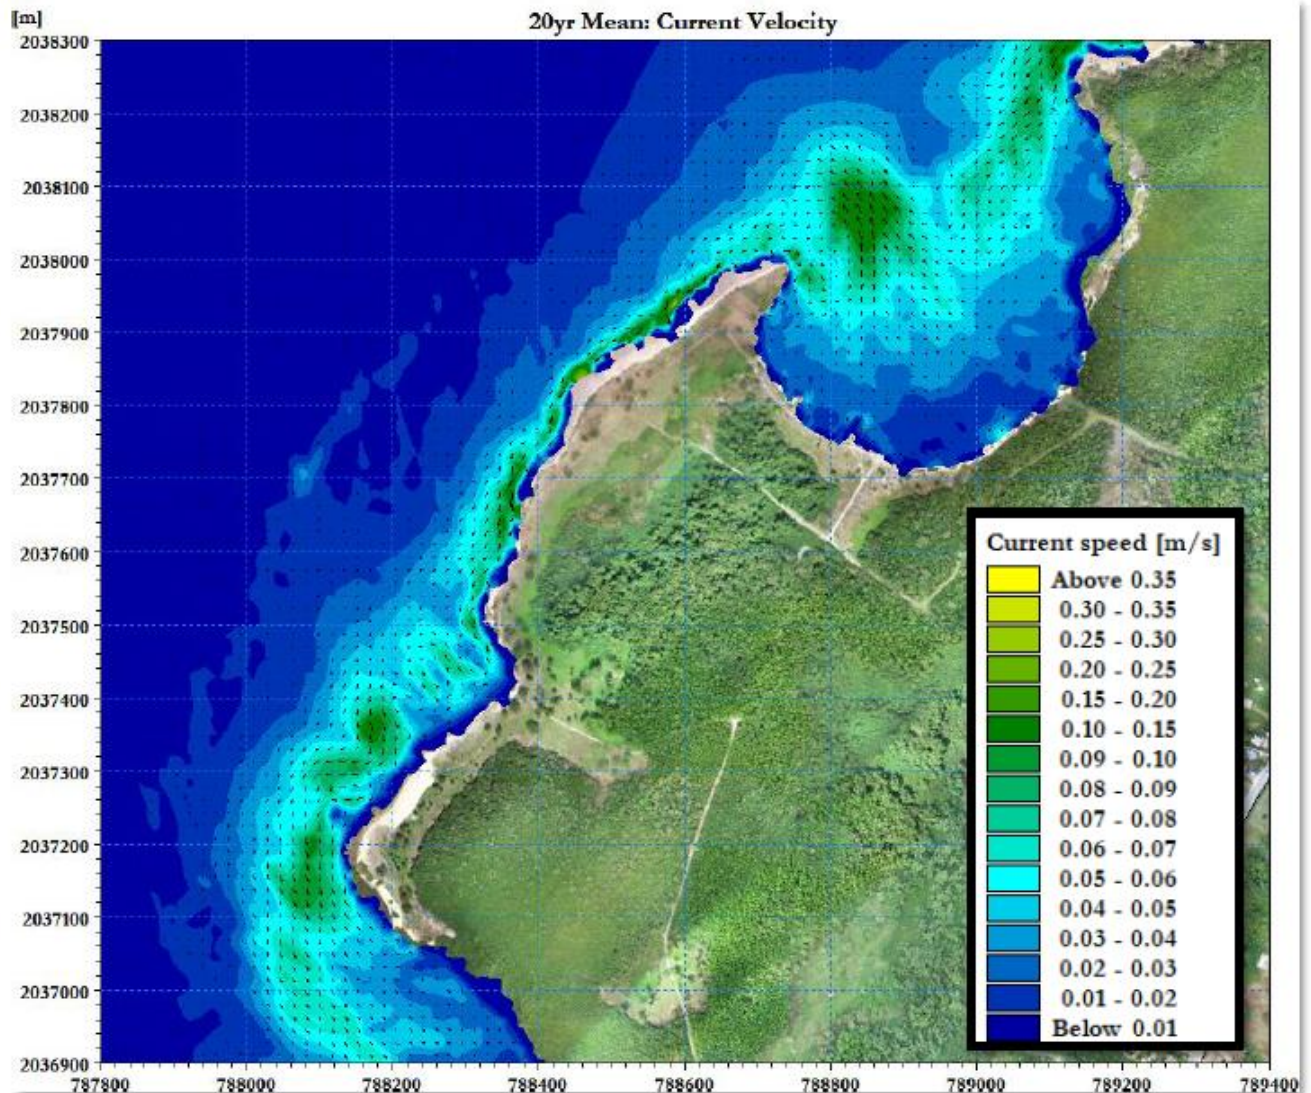 [m]
20yr Mean: Current Velocity
2038300
2038200
2038100
2038000
2037900
2037800
2037700
2037600
2037500
2037400
2037300
2037200
2037100
2037000
2036900
Current speed [m/s]
Above 0.35
0.30 - 0.35
0.25 - 0.30
0.20 - 0.25
0.15 - 0.20
0.10 - 0.15
0.09 - 0.10
0.08 - 0.09
0.07 - 0.08
0.06 - 0.07
0.05 - 0.06
0.04 - 0.05
0.03 - 0.04
0.02 - 0.03
0.01 - 0.02
Below 0.01
787800 788000 788200 788400 788600 788800 789000 789200 789400